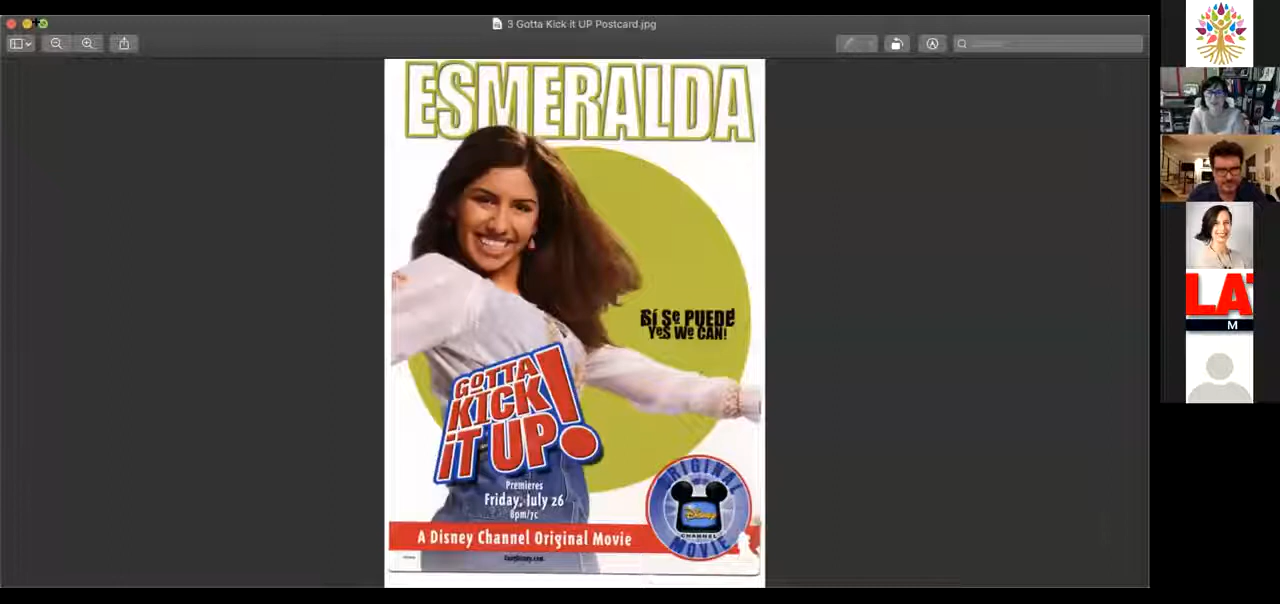 3 Gotta Kick it UP Postcard.jpg
ESMERALDA
SÍ Se PUEDE
YeS We CAN!
GOTTA
KICK
iT UP!
Premieres
Friday, July 26
8pm/7c
A Disney Channel Original Movie
ORIGINAL
Disney
CHANNEL
MOVIE
LAT
M